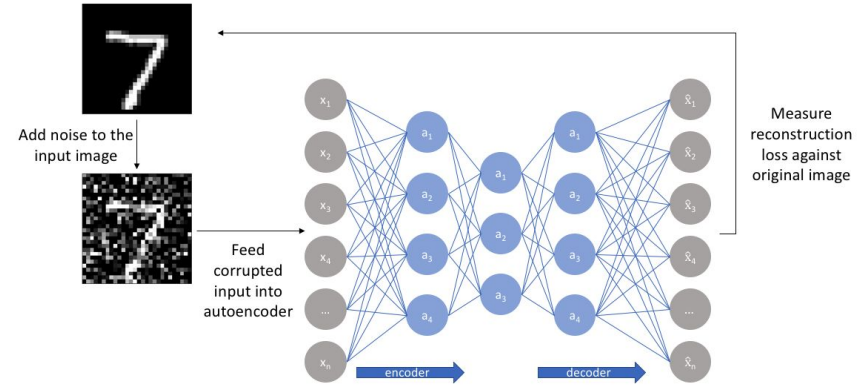 Add noise to the
input image
Feed
corrupted
input into
autoencoder
x₁
x₂
x₃
x₄
...
xₙ
a₁
a₂
a₃
a₄
a₁
a₂
a₃
a₁
a₂
a₃
a₄
x̂₁
x̂₂
x̂₃
x̂₄
...
x̂ₙ
encoder
decoder
Measure
reconstruction
loss against
original image
7
7